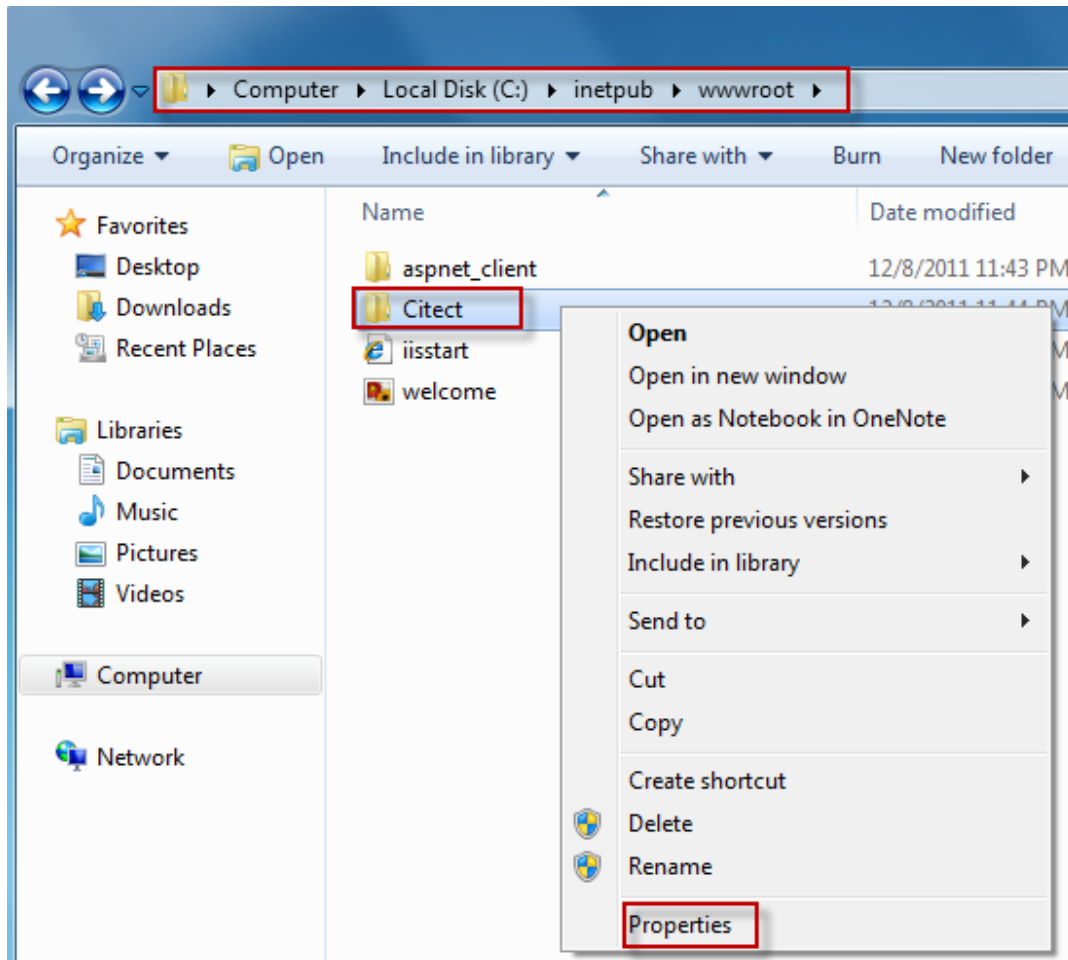 Computer Local Disk (C:) inetpub wwwroot
Organize Open Include in library Share with Burn New folder
Favorites
Desktop
Downloads
Recent Places
Libraries
Documents
Music
Pictures
Videos
Computer
Network
Name Date modified
aspnet_client 12/8/2011 11:43 PM
Citect
iisstart
welcome
Open
Open in new window
Open as Notebook in OneNote
Share with
Restore previous versions
Include in library
Send to
Cut
Copy
Create shortcut
Delete
Rename
Properties